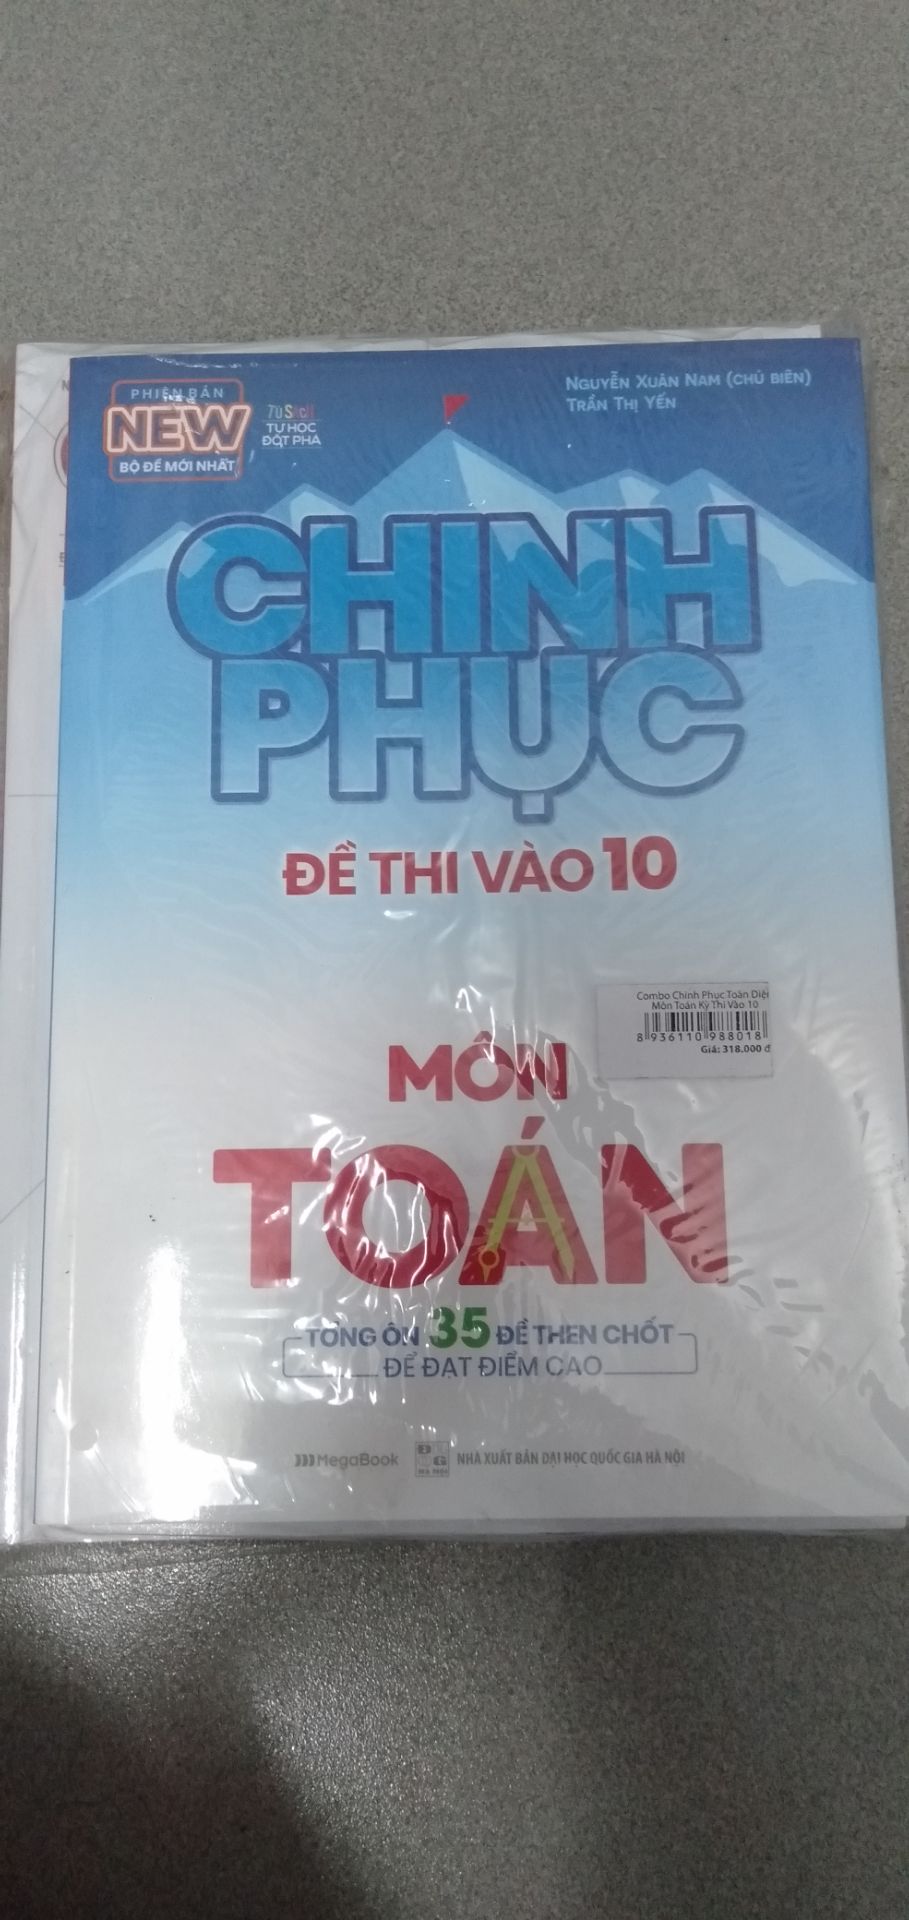 PHIÊN BẢN
NEW
BỘ ĐỀ MỚI NHẤT
TỦ SÁCH
TỰ HỌC
ĐỘT PHÁ
NGUYỄN XUÂN NAM (CHỦ BIÊN)
TRẦN THỊ YẾN
CHINH
PHỤC
ĐỀ THI VÀO 10
Combo Chinh Phục Toàn Diệ
Môn Toán Kỳ Thi Vào 10
8 936110 988018
Giá: 318.000 đ
MÔN
TOÁN
TỔNG ÔN 35 ĐỀ THEN CHỐT
ĐỂ ĐẠT ĐIỂM CAO
MegaBook
NHÀ XUẤT BẢN ĐẠI HỌC QUỐC GIA HÀ NỘI